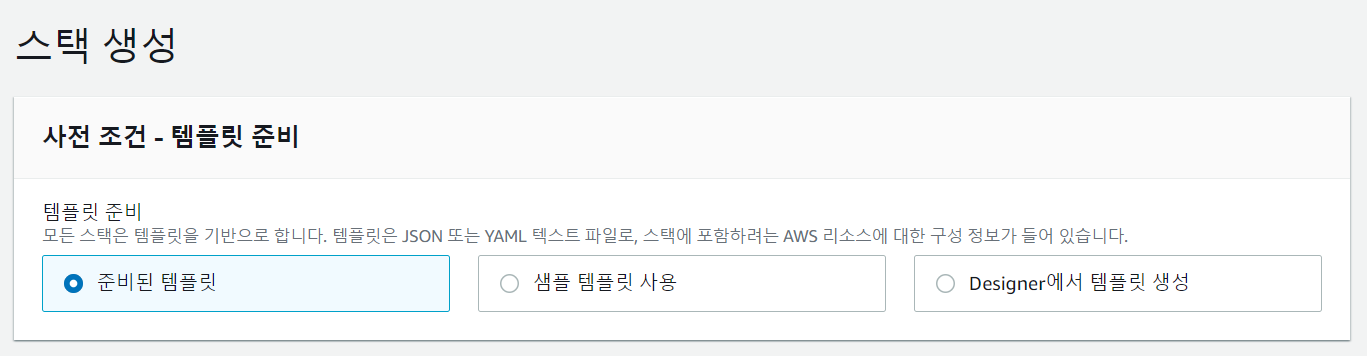 스택 생성
사전 조건 - 템플릿 준비
템플릿 준비
모든 스택은 템플릿을 기반으로 합니다. 템플릿은 JSON 또는 YAML 텍스트 파일로, 스택에 포함하려는 AWS 리소스에 대한 구성 정보가 들어 있습니다.
준비된 템플릿
샘플 템플릿 사용
Designer에서 템플릿 생성